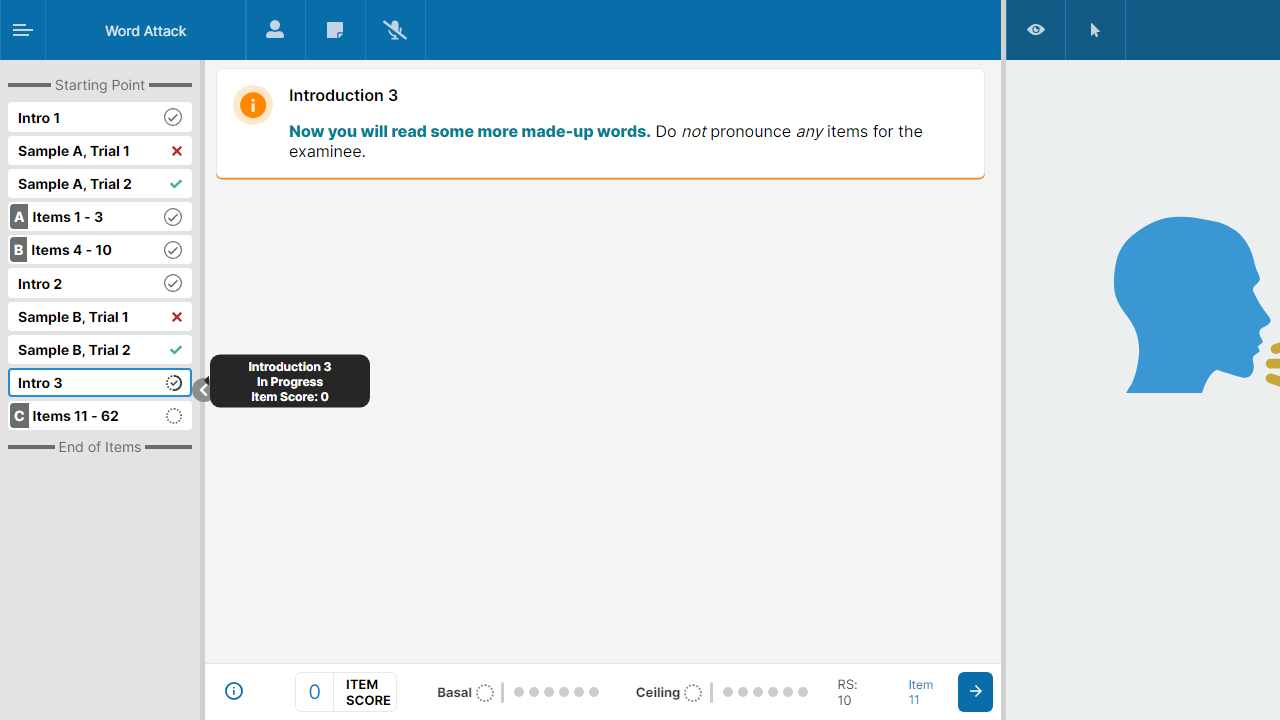 Word Attack
Starting Point
Intro 1
Sample A, Trial 1
Sample A, Trial 2
A Items 1 - 3
B Items 4 - 10
Intro 2
Sample B, Trial 1
Sample B, Trial 2
Intro 3
C Items 11 - 62
End of Items
Introduction 3
Now you will read some more made-up words. Do not pronounce any items for the
examinee.
Introduction 3
In Progress
Item Score: 0
0 ITEM
SCORE
Basal
Ceiling
RS:
10
Item
11